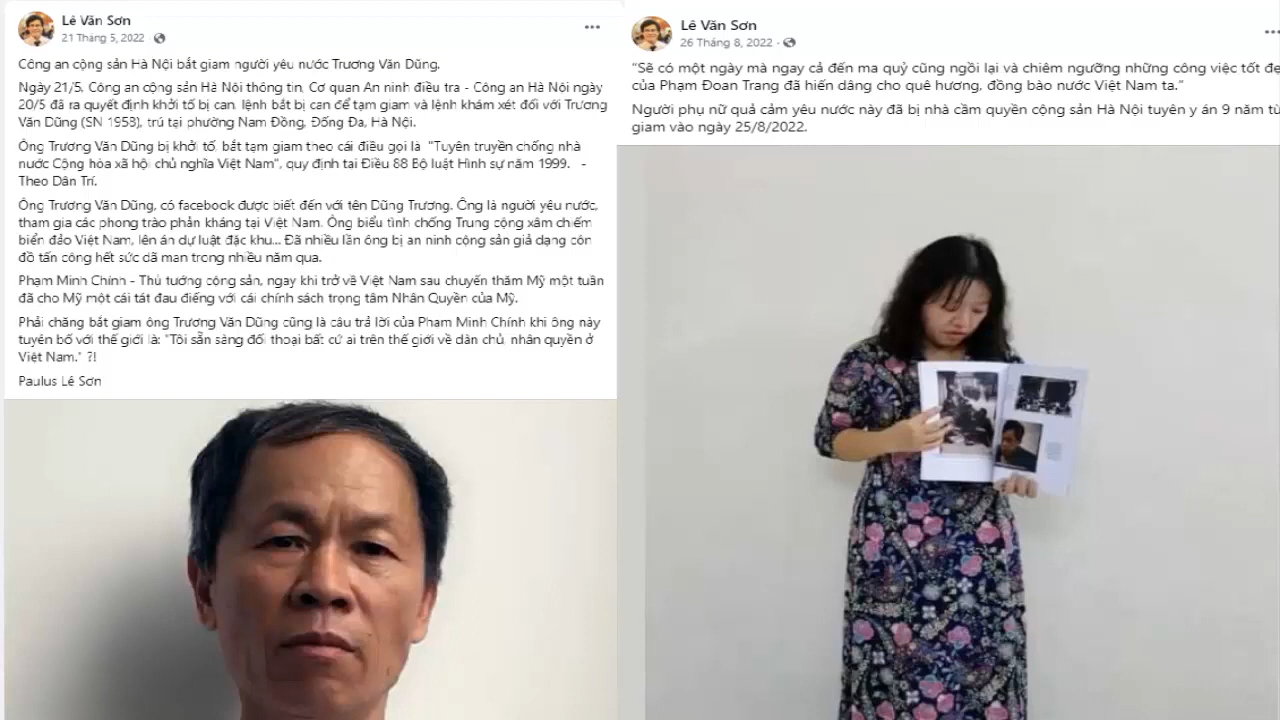 Lê Văn Sơn
21 Tháng 5, 2022
Công an cộng sản Hà Nội bắt giam người yêu nước Trương Văn Dũng.
Ngày 21/5. Công an cộng sản Hà Nội thông tin, Cơ quan An ninh điều tra - Công an Hà Nội ngày
20/5 đã ra quyết định khởi tố bị can, lệnh bắt bị can để tạm giam và lệnh khám xét đối với Trương
Văn Dũng (SN 1958), trú tại phường Nam Đồng, Đống Đa, Hà Nội.
Ông Trương Văn Dũng bị khởi tố, bắt tạm giam theo cái điều gọi là "Tuyên truyền chống nhà
nước Cộng hòa xã hội chủ nghĩa Việt Nam", quy định tại Điều 88 Bộ luật Hình sự năm 1999. -
Theo Dân Trí.
Ông Trương Văn Dũng, có facebook được biết đến với tên Dũng Trương. Ông là người yêu nước,
tham gia các phong trào phản kháng tại Việt Nam. Ông biểu tình chống Trung cộng xâm chiếm
biển đảo Việt Nam, lên án dự luật đặc khu... Đã nhiều lần ông bị an ninh cộng sản giả dạng côn
đồ tấn công hết sức dã man trong nhiều năm qua.
Phạm Minh Chính - Thủ tướng cộng sản, ngay khi trở về Việt Nam sau chuyến thăm Mỹ một tuần
đã cho Mỹ một cái tát đau điếng với cái chính sách trọng tâm Nhân Quyền của Mỹ.
Phải chăng bắt giam ông Trương Văn Dũng cũng là câu trả lời của Phạm Minh Chính khi ông này
tuyên bố với thế giới là: "Tôi sẵn sàng đối thoại bất cứ ai trên thế giới về dân chủ, nhân quyền ở
Việt Nam." ?!
Paulus Lê Sơn
Lê Văn Sơn
26 Tháng 8, 2022
"Sẽ có một ngày mà ngay cả đến ma quỷ cũng ngồi lại và chiêm ngưỡng những công việc tốt đẹ
của Phạm Đoan Trang đã hiến dâng cho quê hương, đồng bào nước Việt Nam ta."
Người phụ nữ quả cảm yêu nước này đã bị nhà cầm quyền cộng sản Hà Nội tuyên y án 9 năm tù
giam vào ngày 25/8/2022.